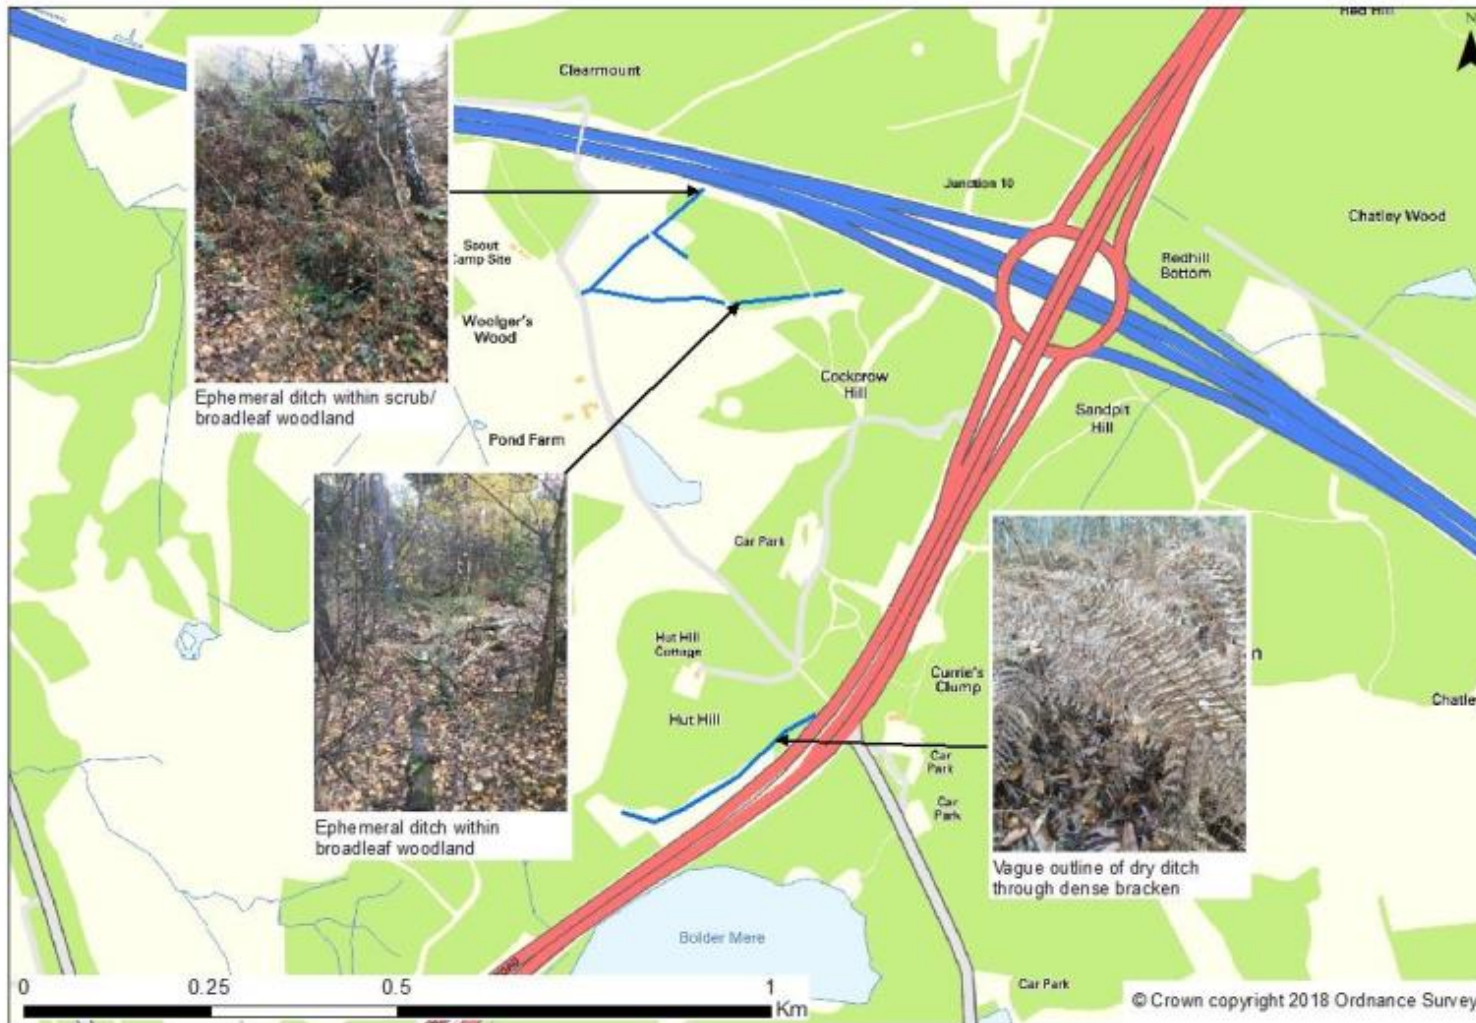 Red Hill
N
Clearmount
Junction 10
Chatley Wood
Redhill
Bottom
Scout
Camp Site
Woolger's
Wood
Ephemeral ditch within scrub/
broadleaf woodland
Cockcrow
Hill
Sandpit
Hill
Pond Farm
Car Park
Hut Hill
Cottage
Currie's
Clump
Hut Hill
Car
Park
Car
Park
Ephemeral ditch within
broadleaf woodland
Vague outline of dry ditch
through dense bracken
Bolder Mere
Car Park
0
0.25
0.5
1
Km
© Crown copyright 2018 Ordnance Survey